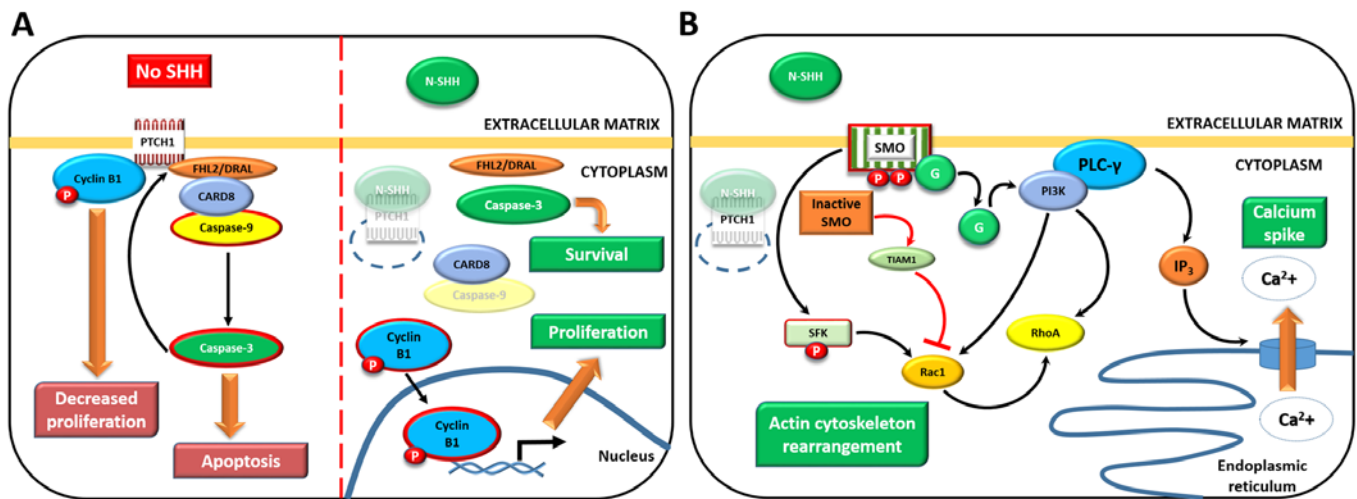 A
No SHH
PTCH1
Cyclin B1
P
FHL2/DRAL
CARD8
Caspase-9
Caspase-3
Decreased
proliferation
Apoptosis
N-SHH
EXTRACELLULAR MATRIX
CYTOPLASM
FHL2/DRAL
N-SHH
PTCH1
Caspase-3
Survival
CARD8
Caspase-9
Proliferation
Cyclin
B1
P
Cyclin
B1
P
Nucleus
B
N-SHH
EXTRACELLULAR MATRIX
CYTOPLASM
SMO
P
P
G
G
PLC-γ
PI3K
N-SHH
PTCH1
Inactive
SMO
TIAM1
Calcium
spike
IP3
Ca2+
SFK
P
RhoA
Rac1
Actin cytoskeleton
rearrangement
Ca2+
Endoplasmic
reticulum